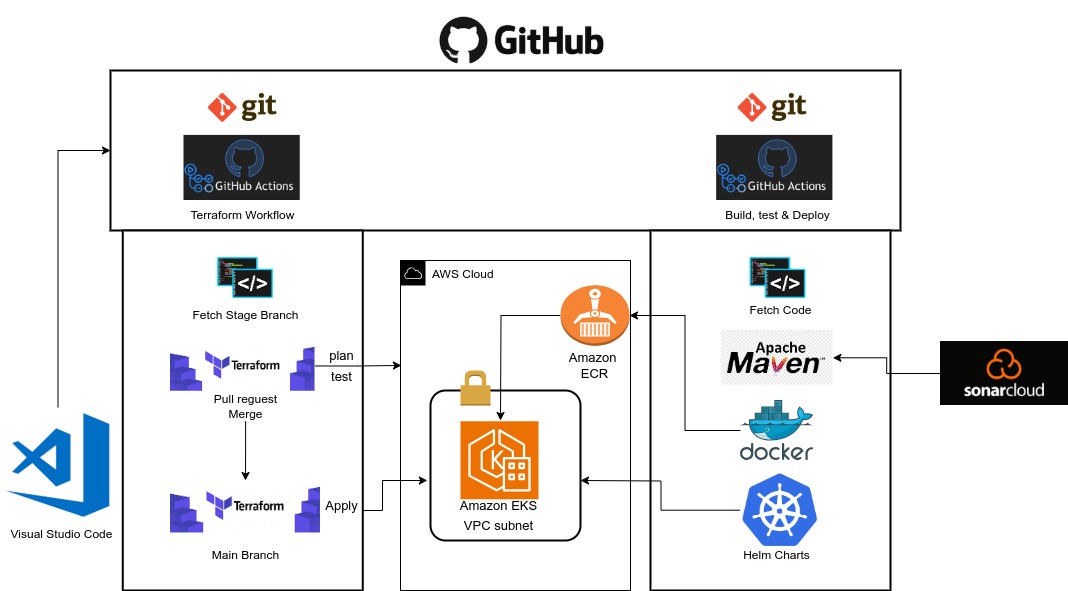 GitHub
git
GitHub Actions
Terraform Workflow
git
GitHub Actions
Build, test & Deploy
</>
Fetch Stage Branch
Terraform
plan
test
Pull reguest
Merge
Terraform
Apply
Main Branch
Visual Studio Code
AWS Cloud
Amazon
ECR
K
Amazon EKS
VPC subnet
</>
Fetch Code
Apache
Maven™
docker
Helm Charts
sonarcloud